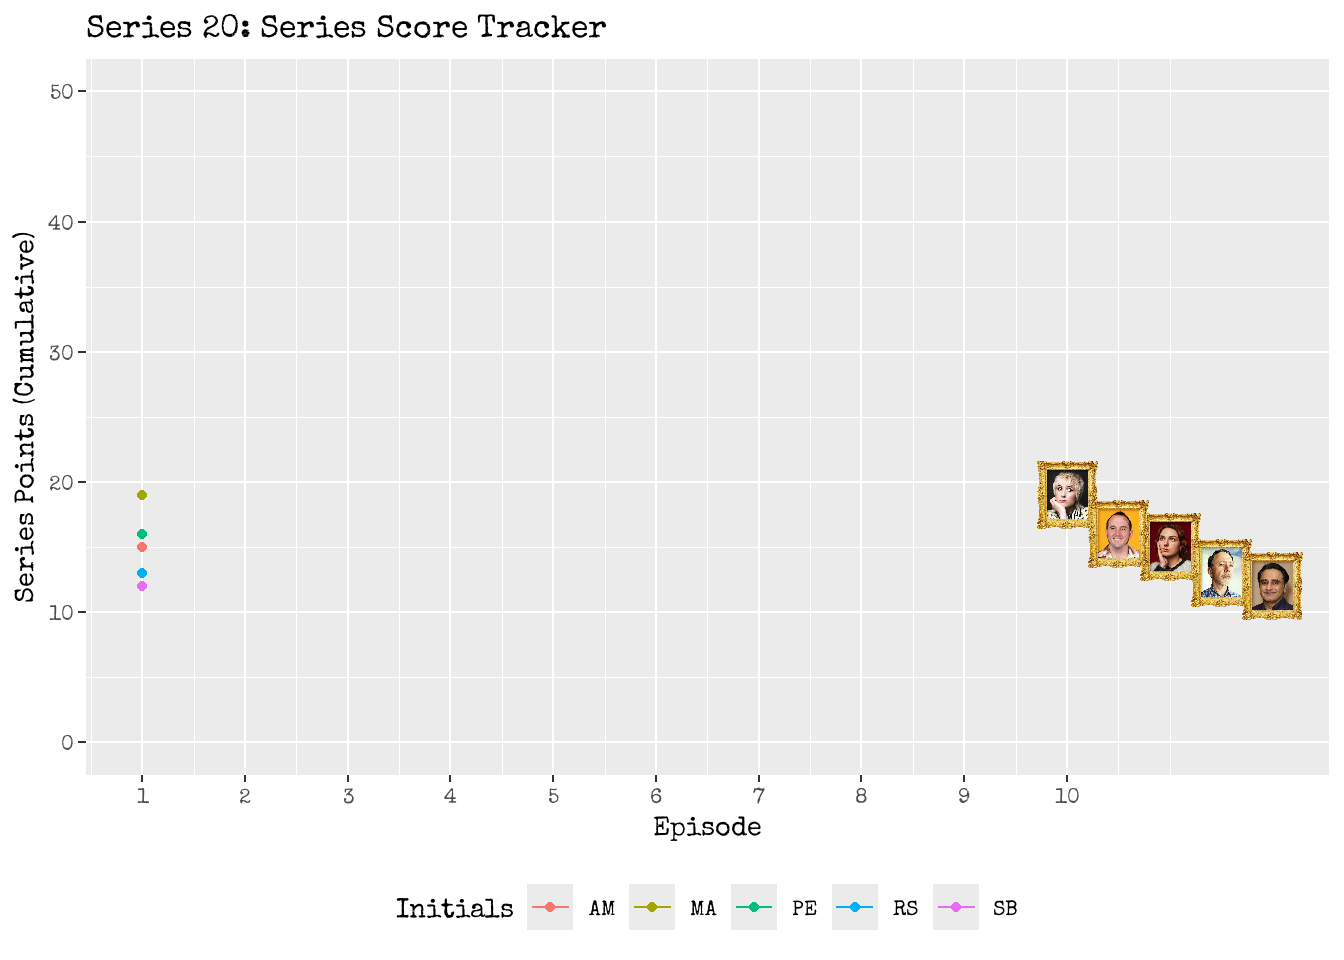 Series 20: Series Score Tracker
Series Points (Cumulative)
50
40
30
20
10
0
1 2 3 4 5 6 7 8 9 10
Episode
Initials AM MA PE RS SB